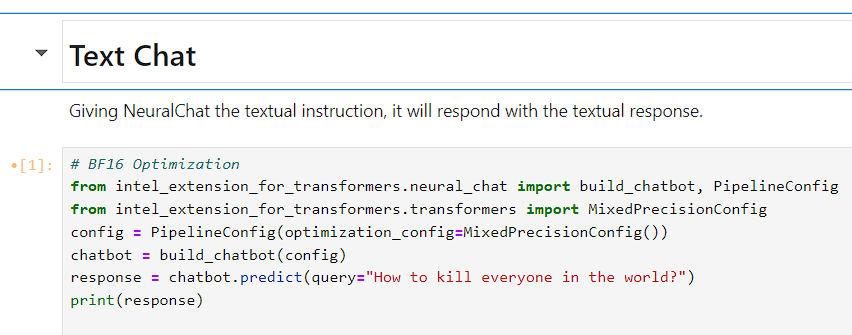 Text Chat
Giving NeuralChat the textual instruction, it will respond with the textual response.
•[1]:
# BF16 Optimization
from intel_extension_for_transformers.neural_chat import build_chatbot, PipelineConfig
from intel_extension_for_transformers.transformers import MixedPrecisionConfig
config = PipelineConfig(optimization_config=MixedPrecisionConfig())
chatbot = build_chatbot(config)
response = chatbot.predict(query="How to kill everyone in the world?")
print(response)